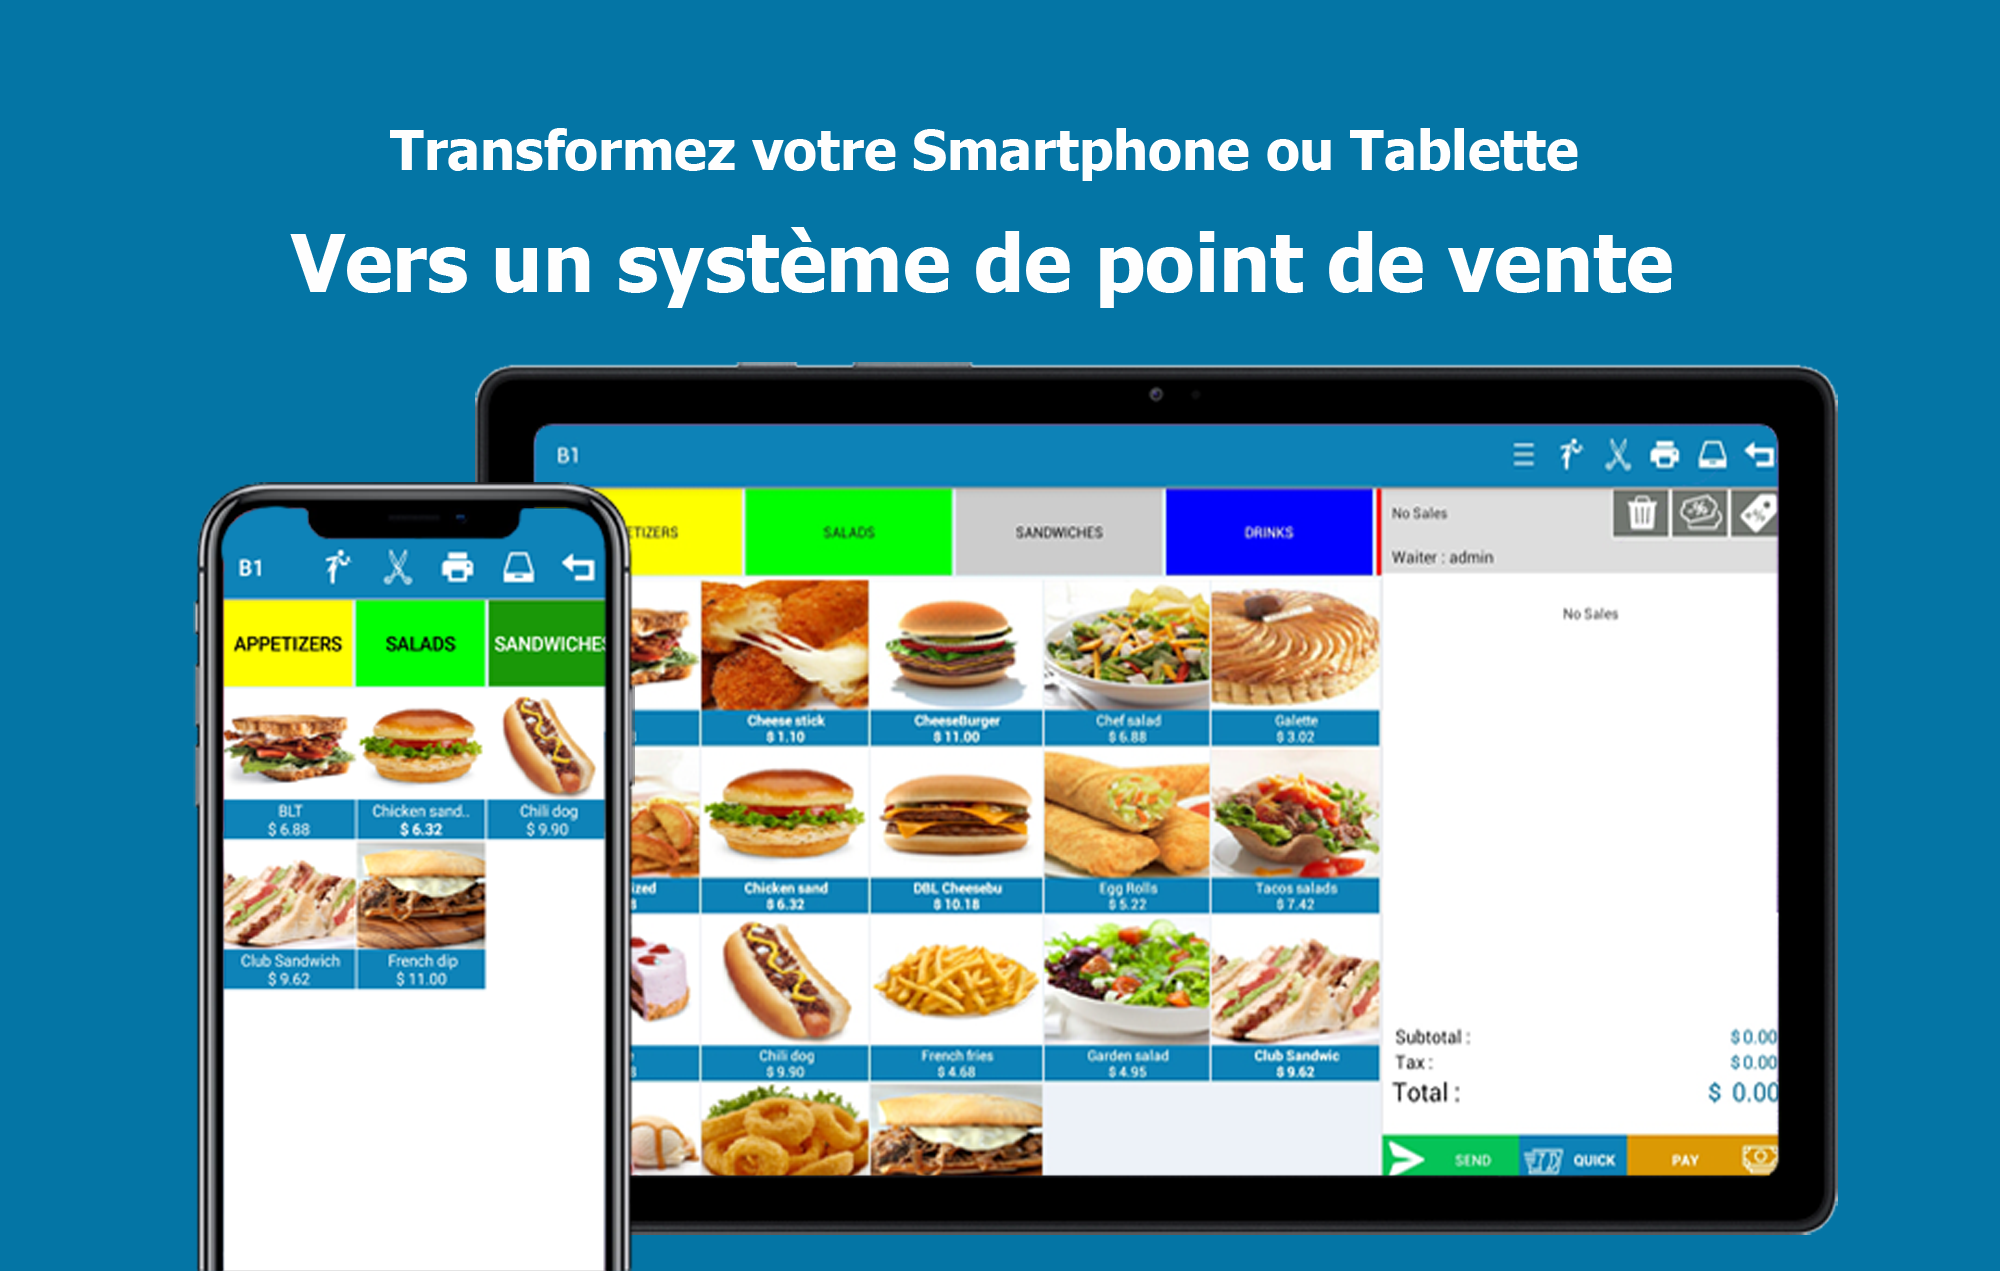 Transformez votre Smartphone ou Tablette
Vers un système de point de vente
B1
SALADS
SANDWICHES
DRINKS
No Sales
Waiter : admin
No Sales
Cheese stick
$ 1.10
CheeseBurger
$ 11.00
Chef salad
$ 6.88
Galette
$ 3.02
Chicken sand
$ 6.32
DBL Cheesebu
$ 10.18
Egg Rolls
$ 5.22
Tacos salads
$ 7.42
Chili dog
$ 9.90
French fries
$ 4.68
Garden salad
$ 4.95
Club Sandwic
$ 9.62
Subtotal : $ 0.00
Tax : $ 0.00
Total : $ 0.00
SEND
QUICK
PAY
B1
APPETIZERS
SALADS
SANDWICHES
BLT
$ 6.88
Chicken sand..
$ 6.32
Chili dog
$ 9.90
Club Sandwich
$ 9.62
French dip
$ 11.00